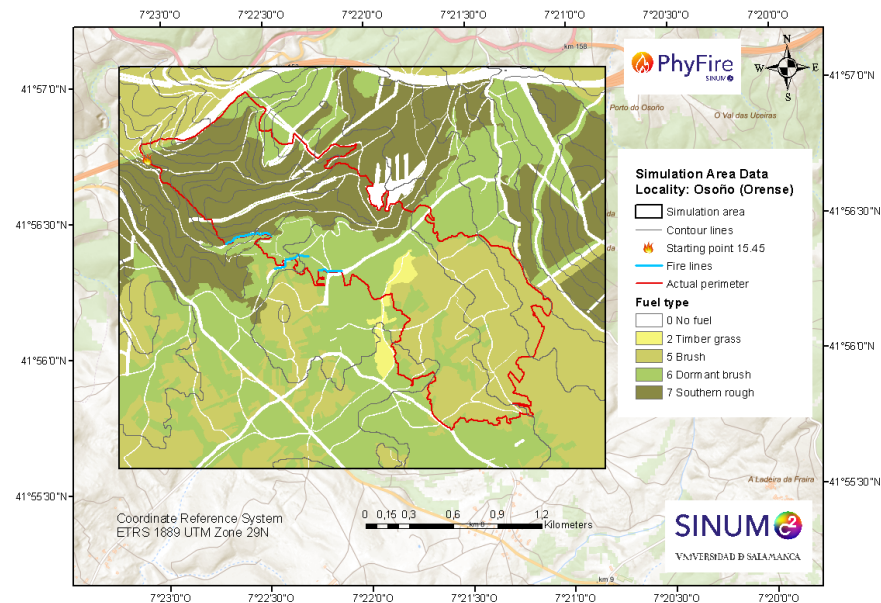 7°23'0"W 7°22'30"W 7°22'0"W 7°21'30"W 7°21'0"W 7°20'30"W 7°20'0"W
km 158
PhyFire
SINUM
N
W E
S
41°57'0"N
41°57'0"N
Porto do Osoño
O Val das Uceiras
Simulation Area Data
Locality: Osoño (Orense)
Simulation area
Contour lines
Starting point 15.45
Fire lines
Actual perimeter
Fuel type
0 No fuel
2 Timber grass
5 Brush
6 Dormant brush
7 Southern rough
41°56'30"N
41°56'30"N
41°56'0"N
41°56'0"N
41°55'30"N
41°55'30"N
A Ladeira da Fraira
Coordinate Reference System
ETRS 1889 UTM Zone 29N
0 0,15 0,3 0,6 0,9 1,2
Kilometers
km 8
SINUM e2
VNiVERSiDAD D SALAMANCA
km 9
7°23'0"W 7°22'30"W 7°22'0"W 7°21'30"W 7°21'0"W 7°20'30"W 7°20'0"W